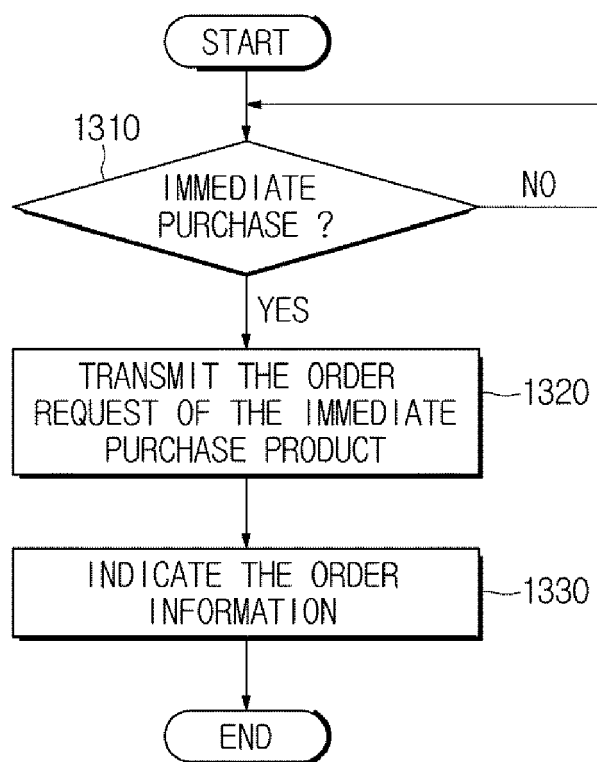 START
1310
IMMEDIATE
PURCHASE ?
NO
YES
TRANSMIT THE ORDER
REQUEST OF THE IMMEDIATE
PURCHASE PRODUCT
1320
INDICATE THE ORDER
INFORMATION
1330
END